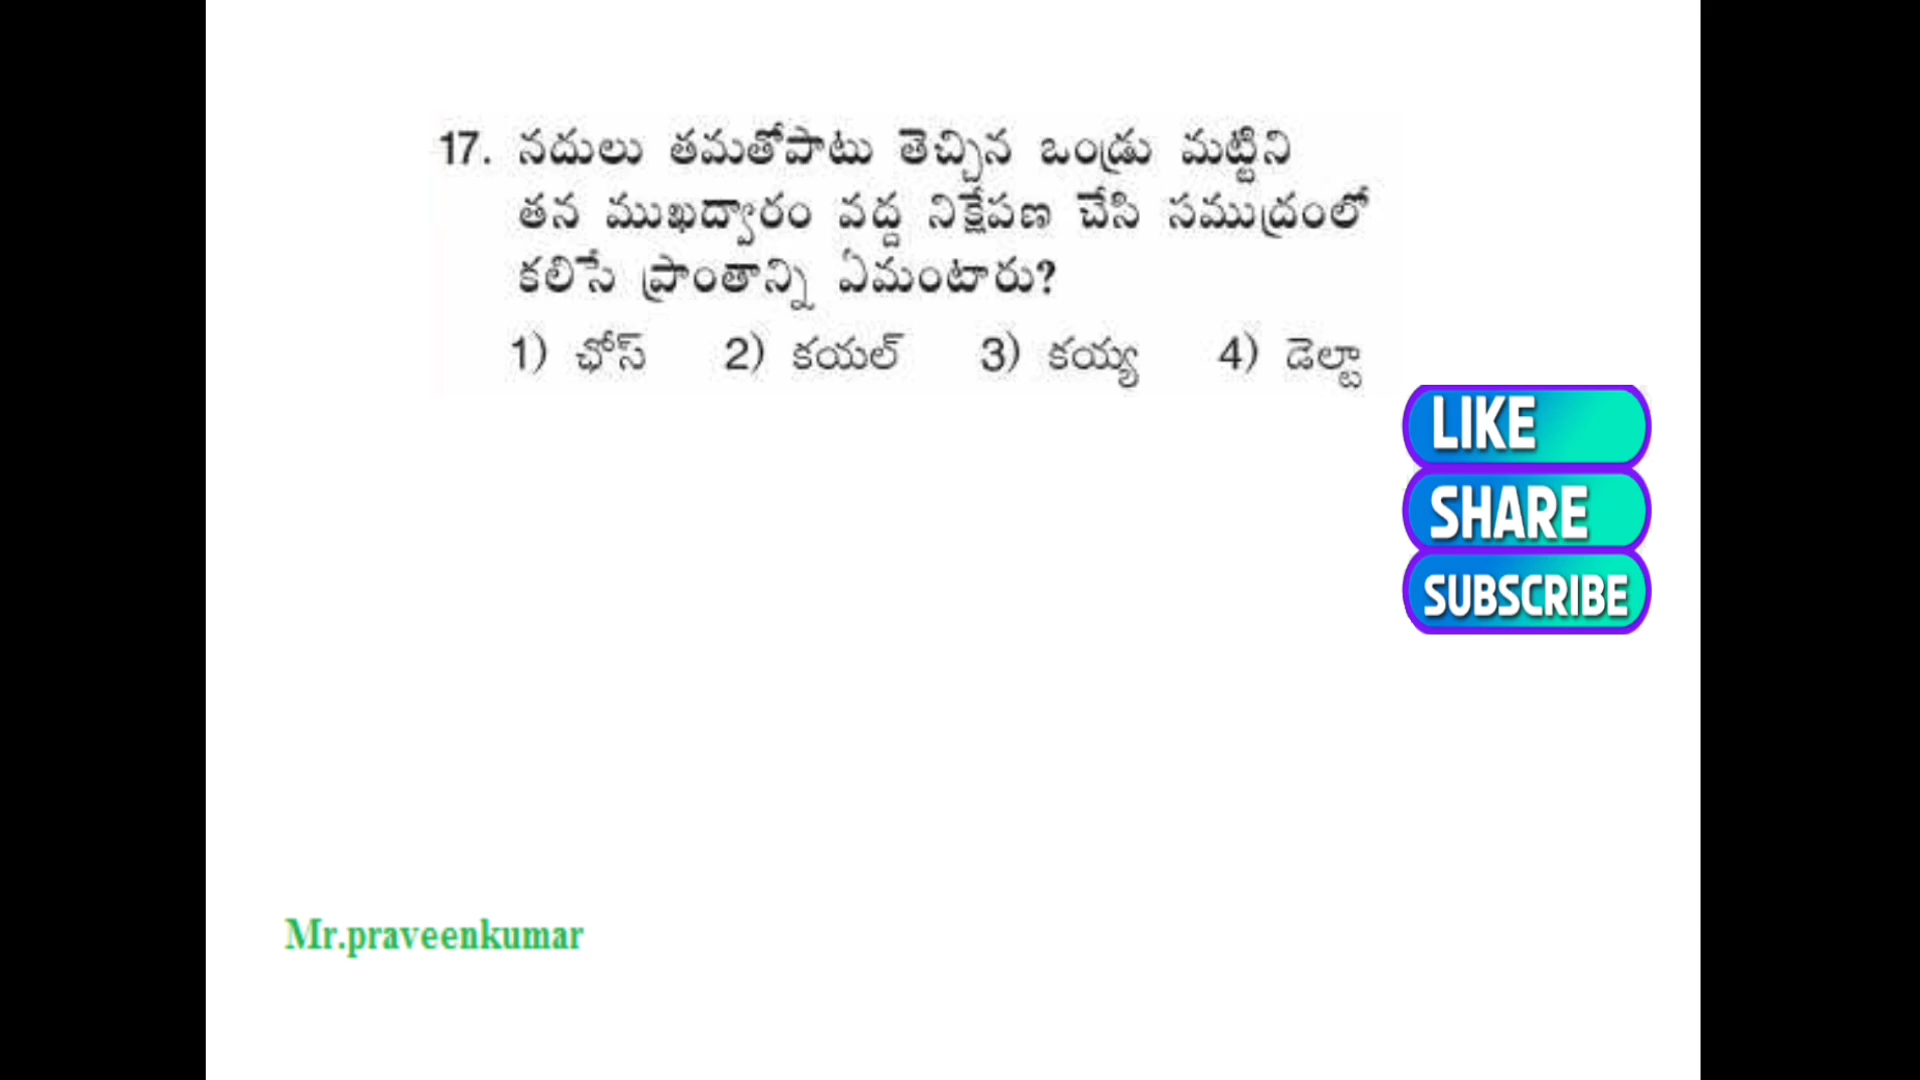 17. నదులు తమతోపాటు తెచ్చిన ఒండ్రు మట్టిని
తన ముఖద్వారం వద్ద నిక్షేపణ చేసి సముద్రంలో
కలిసే ప్రాంతాన్ని ఏమంటారు?
1) ఛోస్ 2) కయల్ 3) కయ్య 4) డెల్టా
LIKE
SHARE
SUBSCRIBE
Mr.praveenkumar